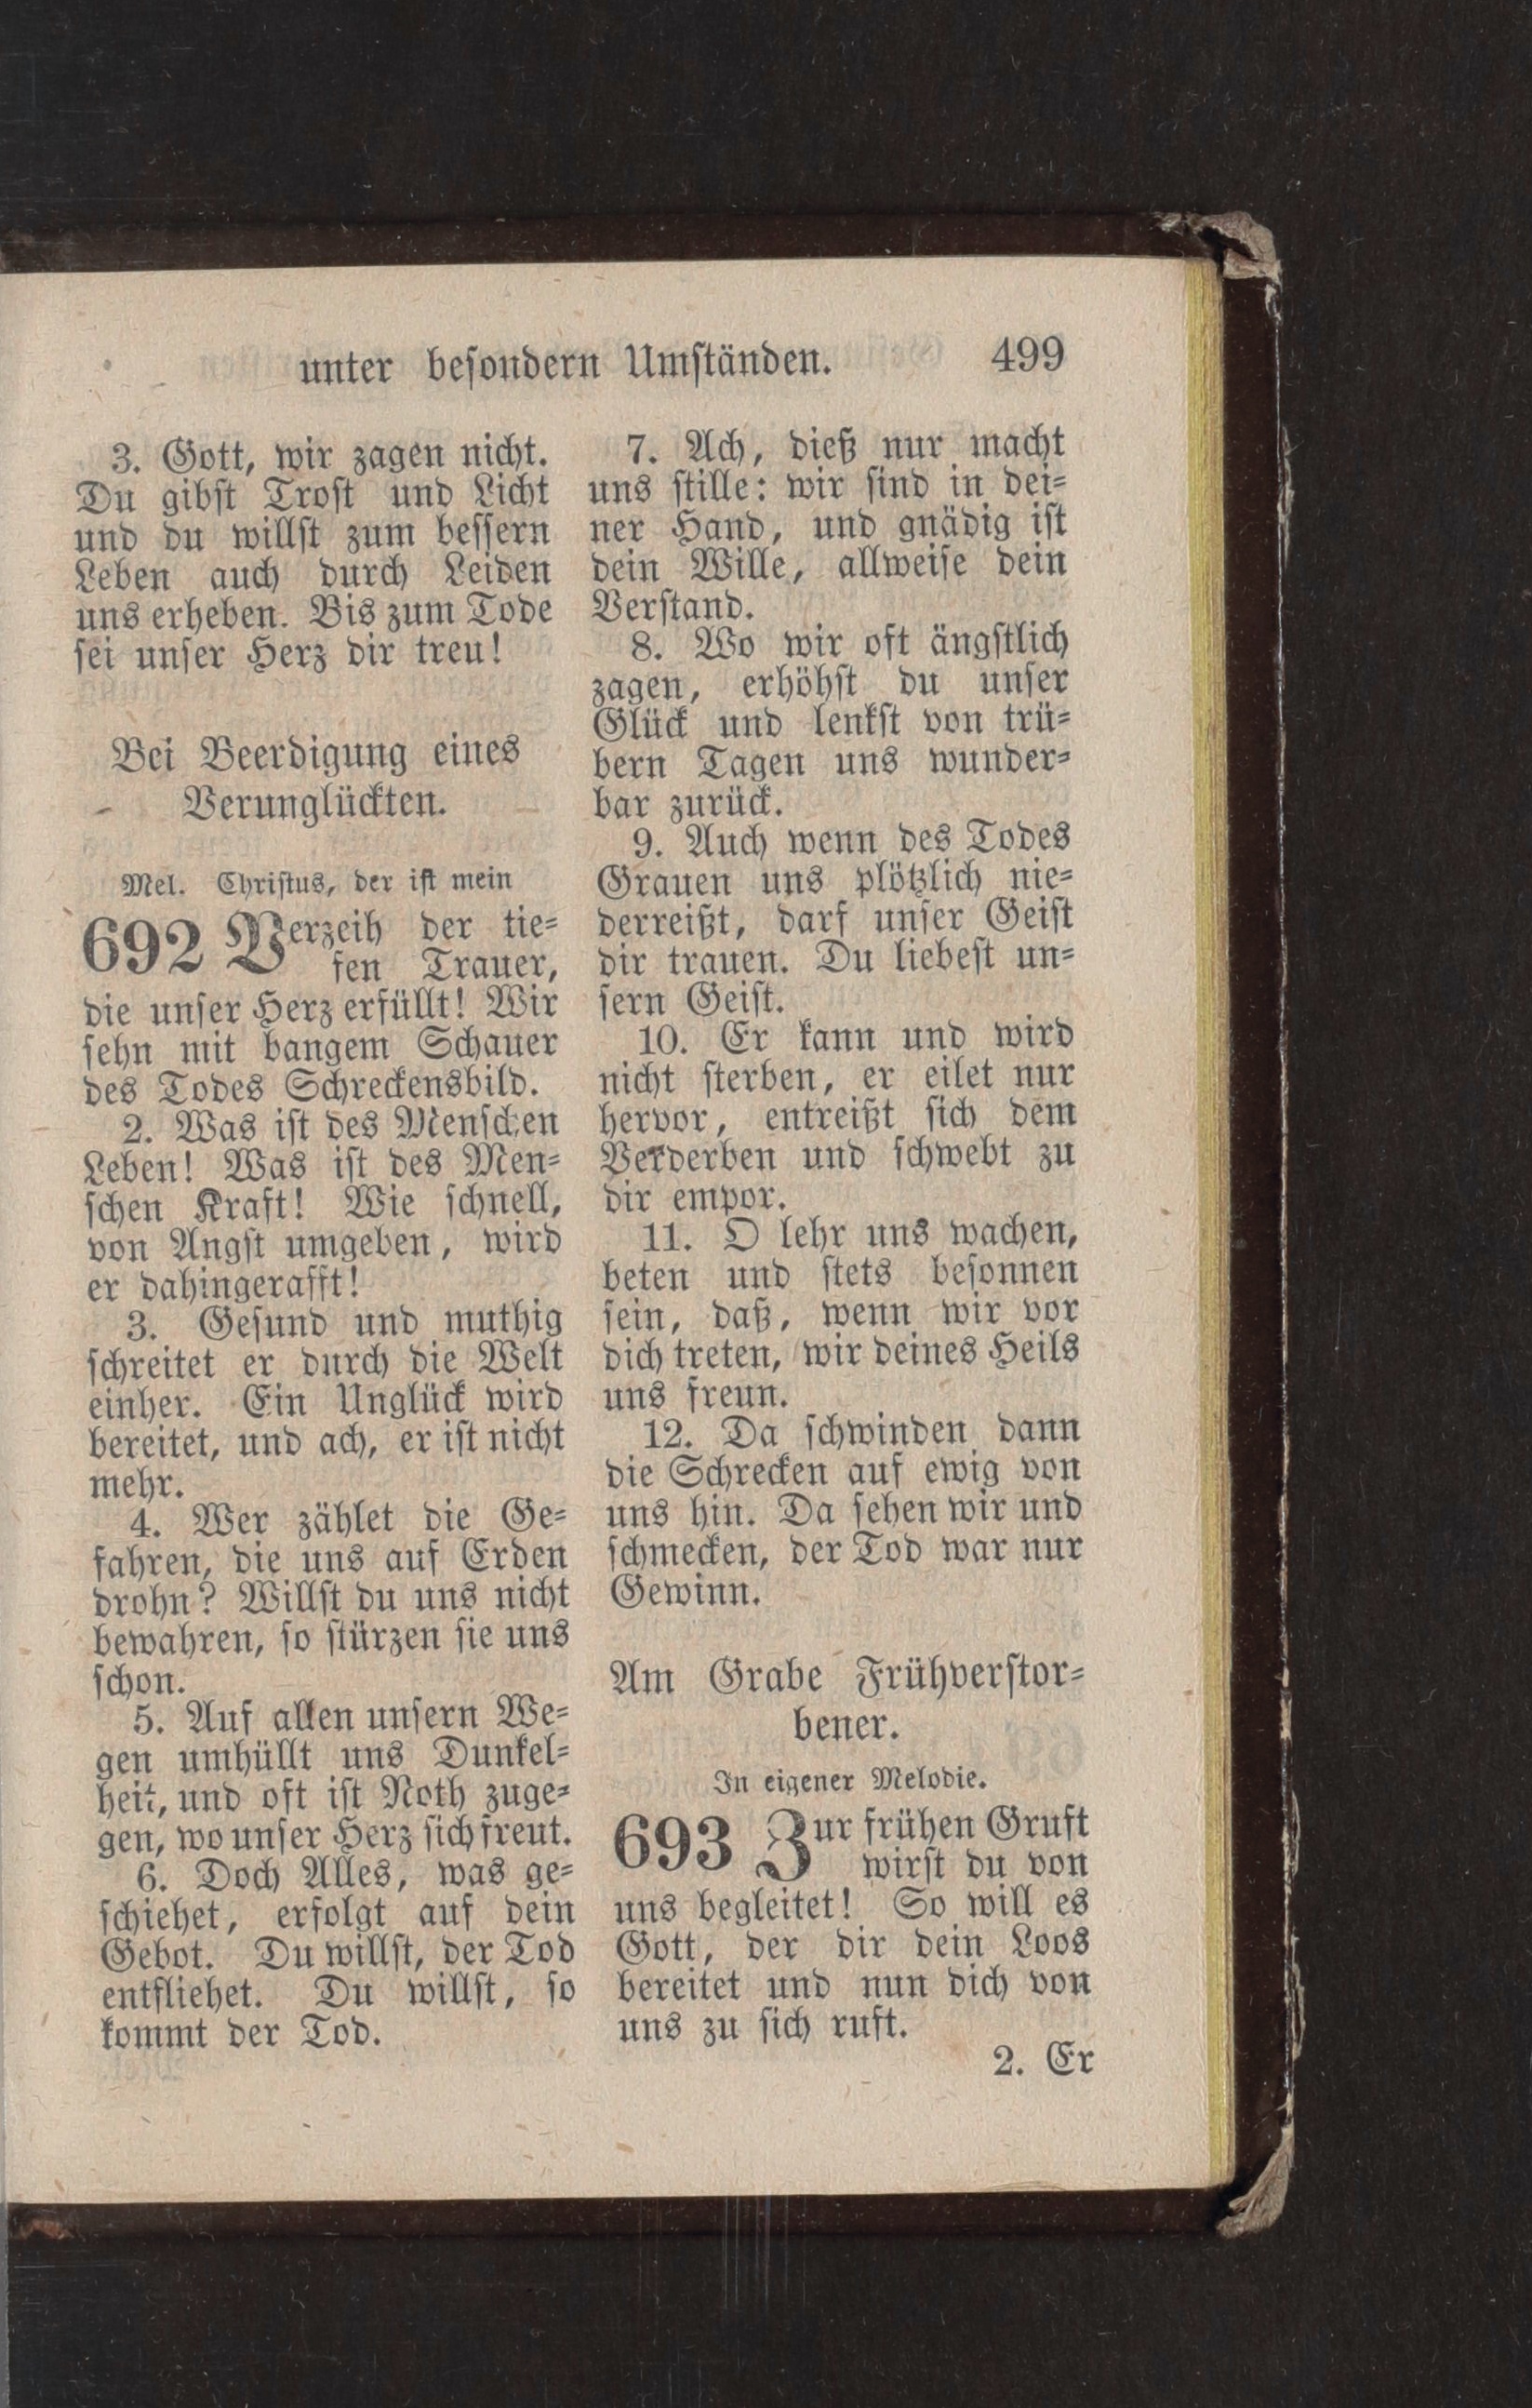 unter besondern Umständen. 499
3. Gott, wir zagen nicht.
Du gibst Trost und Licht
und du willst zum bessern
Leben auch durch Leiden
uns erheben. Bis zum Tode
sei unser Herz dir treu!
Bei Beerdigung eines
Verunglückten.
Mel. Christus, der ist mein
692 Verzeih der tie-
fen Trauer,
die unser Herz erfüllt! Wir
sehn mit bangem Schauer
des Todes Schreckensbild.
2. Was ist des Menschen
Leben! Was ist des Men-
schen Kraft! Wie schnell,
von Angst umgeben, wird
er dahingerafft!
3. Gesund und muthig
schreitet er durch die Welt
einher. Ein Unglück wird
bereitet, und ach, er ist nicht
mehr.
4. Wer zählet die Ge-
fahren, die uns auf Erden
drohn? Willst du uns nicht
bewahren, so stürzen sie uns
schon.
5. Auf allen unsern We-
gen umhüllt uns Dunkel-
heit, und oft ist Noth zuge-
gen, wo unser Herz sich freut.
6. Doch Alles, was ge-
schiehet, erfolgt auf dein
Gebot. Du willst, der Tod
entfliehet. Du willst, so
kommt der Tod.
7. Ach, dieß nur macht
uns stille: wir sind in dei-
ner Hand, und gnädig ist
dein Wille, allweise dein
Verstand.
8. Wo wir oft ängstlich
zagen, erhöhst du unser
Glück und lenkst von trü-
bern Tagen uns wunder-
bar zurück.
9. Auch wenn des Todes
Grauen uns plötzlich nie-
derreißt, darf unser Geist
dir trauen. Du liebest un-
sern Geist.
10. Er kann und wird
nicht sterben, er eilet nur
hervor, entreißt sich dem
Verderben und schwebt zu
dir empor.
11. O lehr uns wachen,
beten und stets besonnen
sein, daß, wenn wir vor
dich treten, wir deines Heils
uns freun.
12. Da schwinden dann
die Schrecken auf ewig von
uns hin. Da sehen wir und
schmecken, der Tod war nur
Gewinn.
Am Grabe Frühverstor-
bener.
In eigener Melodie.
693 Zur frühen Gruft
wirst du von
uns begleitet! So will es
Gott, der dir dein Loos
bereitet und nun dich von
uns zu sich ruft.
2. Er